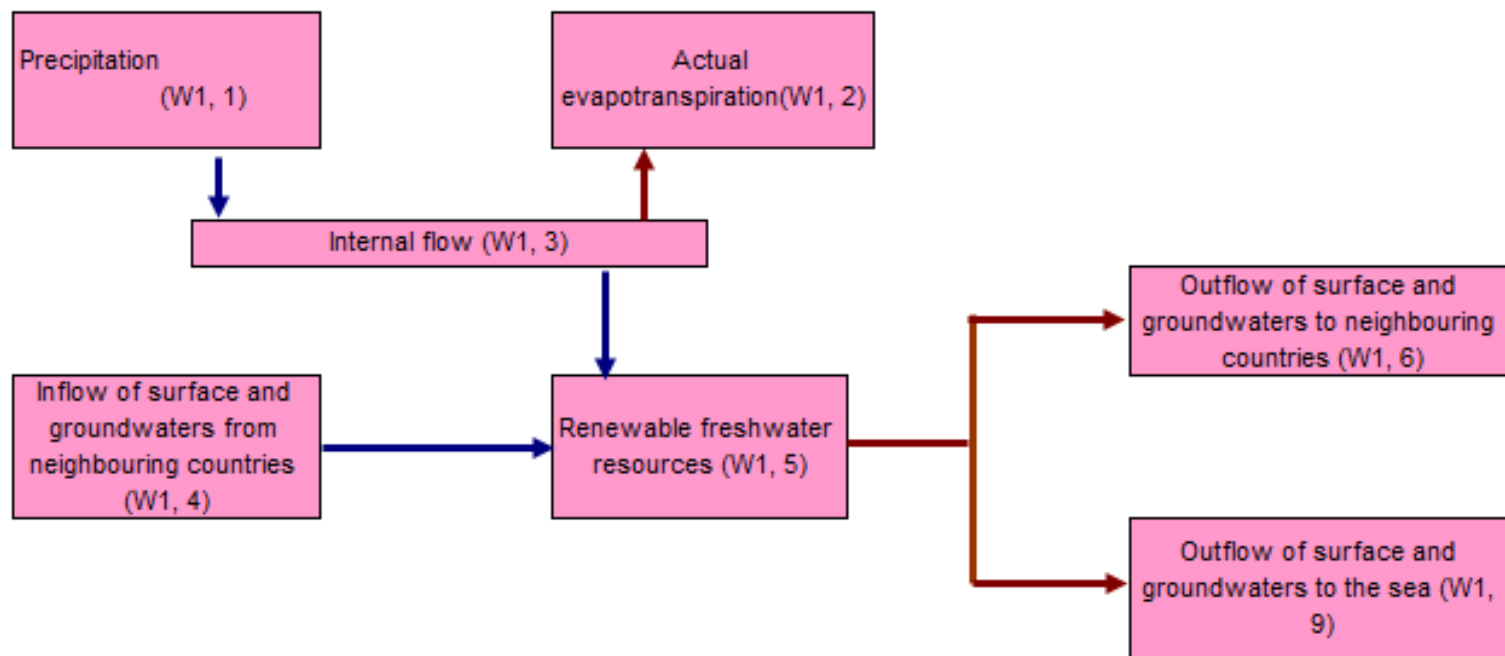 Precipitation
(W1, 1)
Actual
evapotranspiration(W1, 2)
Internal flow (W1, 3)
Outflow of surface and
groundwaters to neighbouring
countries (W1, 6)
Inflow of surface and
groundwaters from
neighbouring countries
(W1, 4)
Renewable freshwater
resources (W1, 5)
Outflow of surface and
groundwaters to the sea (W1,
9)